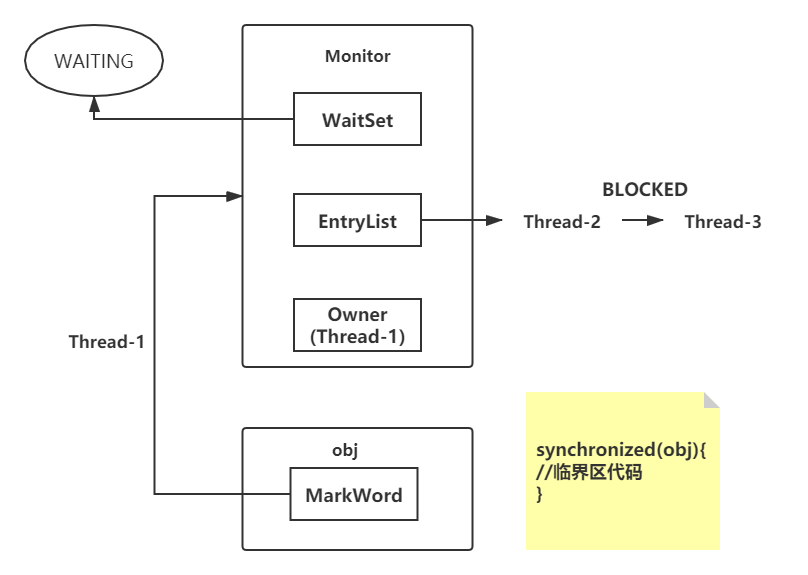 WAITING
Monitor
WaitSet
EntryList
BLOCKED
Thread-2
Thread-3
Owner
(Thread-1)
Thread-1
obj
MarkWord
synchronized(obj){
//临界区代码
}